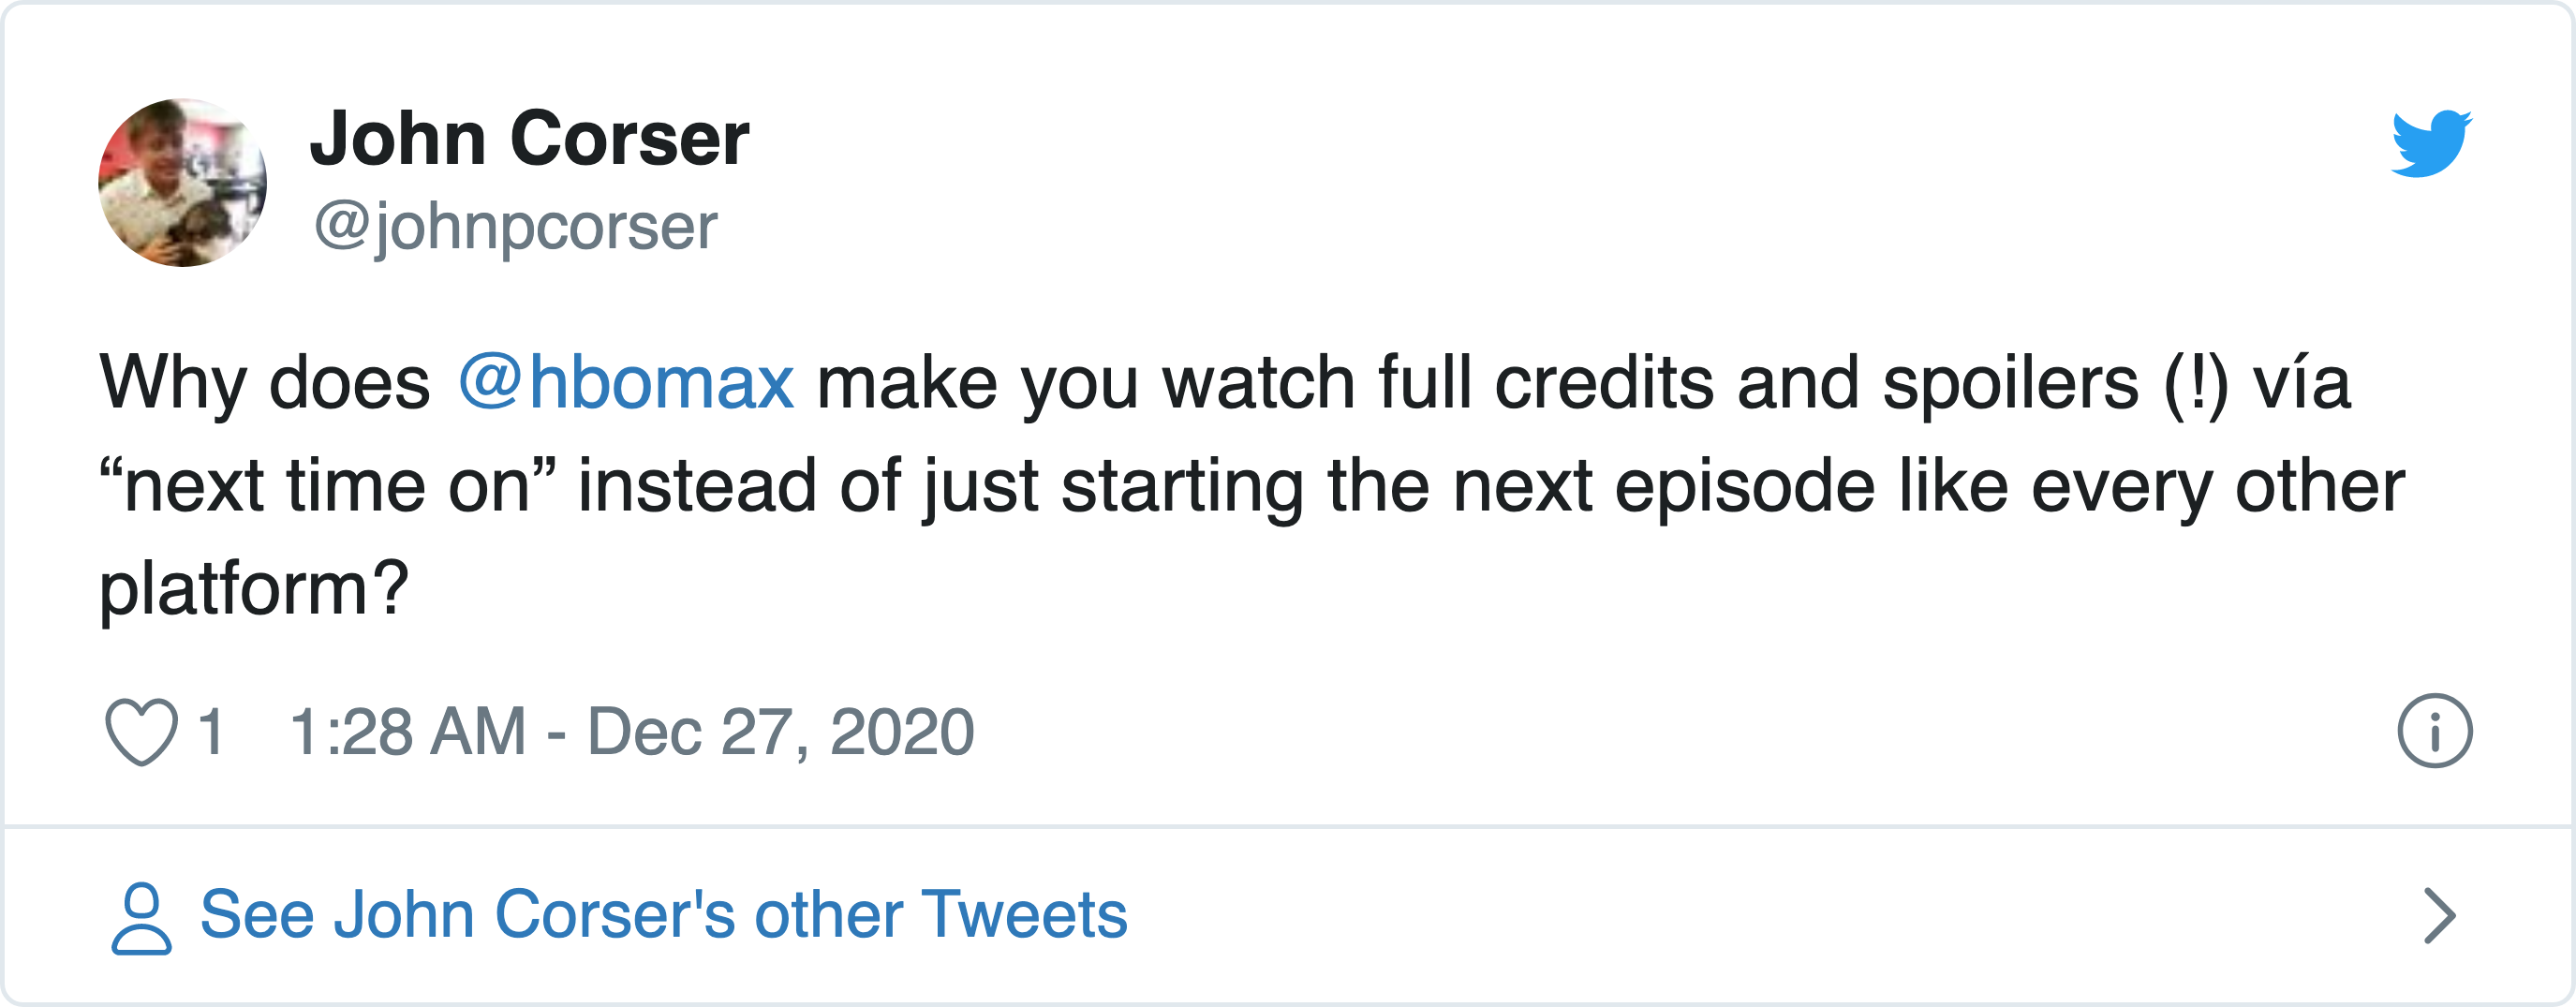 John Corser
@johnpcorser
Why does @hbomax make you watch full credits and spoilers (!) vía
“next time on” instead of just starting the next episode like every other
platform?
1 1:28 AM - Dec 27, 2020
See John Corser's other Tweets